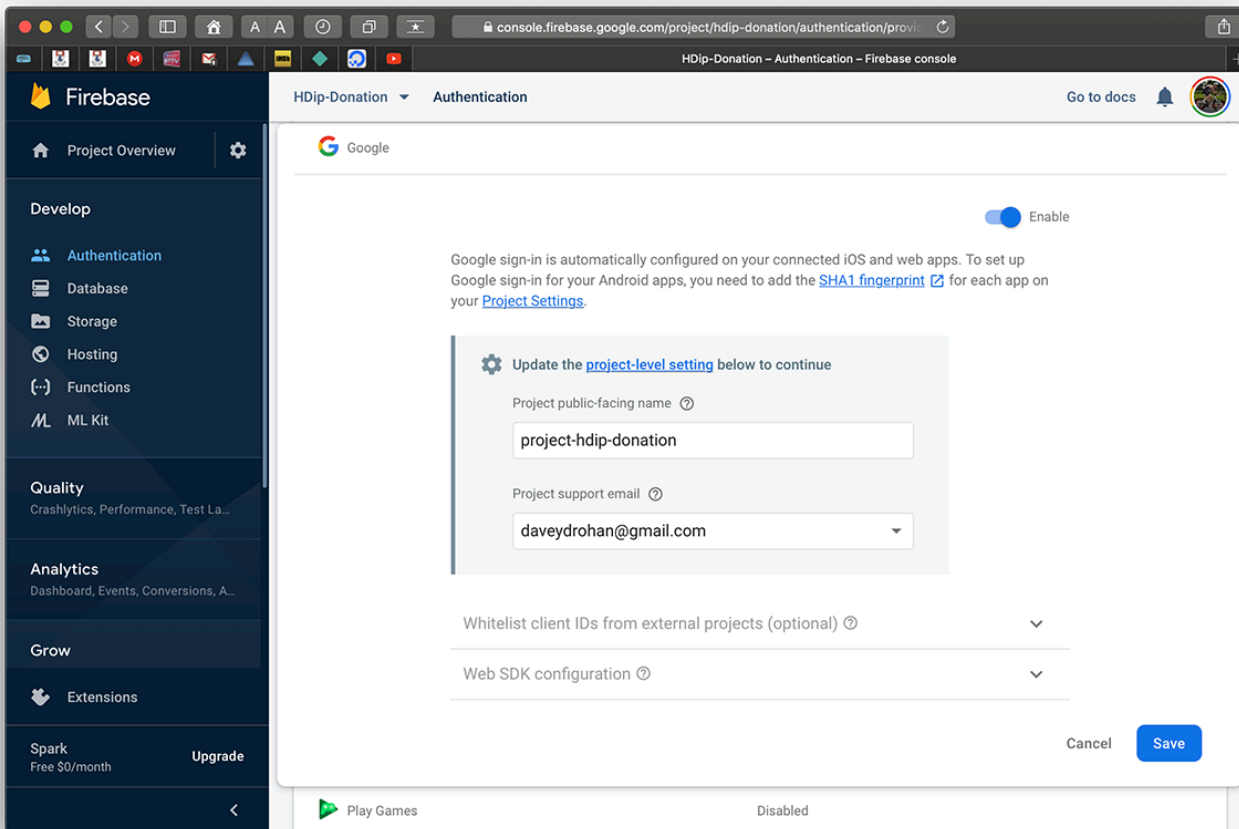 A A
console.firebase.google.com/project/hdip-donation/authentication/provi
HDip-Donation – Authentication – Firebase console
Firebase
HDip-Donation
Authentication
Go to docs
Project Overview
Develop
Authentication
Database
Storage
Hosting
Functions
ML Kit
Quality
Crashlytics, Performance, Test La...
Analytics
Dashboard, Events, Conversions, A...
Grow
Extensions
Spark
Free $0/month
Upgrade
Google
Enable
Google sign-in is automatically configured on your connected iOS and web apps. To set up
Google sign-in for your Android apps, you need to add the SHA1 fingerprint for each app on
your Project Settings.
Update the project-level setting below to continue
Project public-facing name
project-hdip-donation
Project support email
daveydrohan@gmail.com
Whitelist client IDs from external projects (optional)
Web SDK configuration
Cancel
Save
Play Games
Disabled